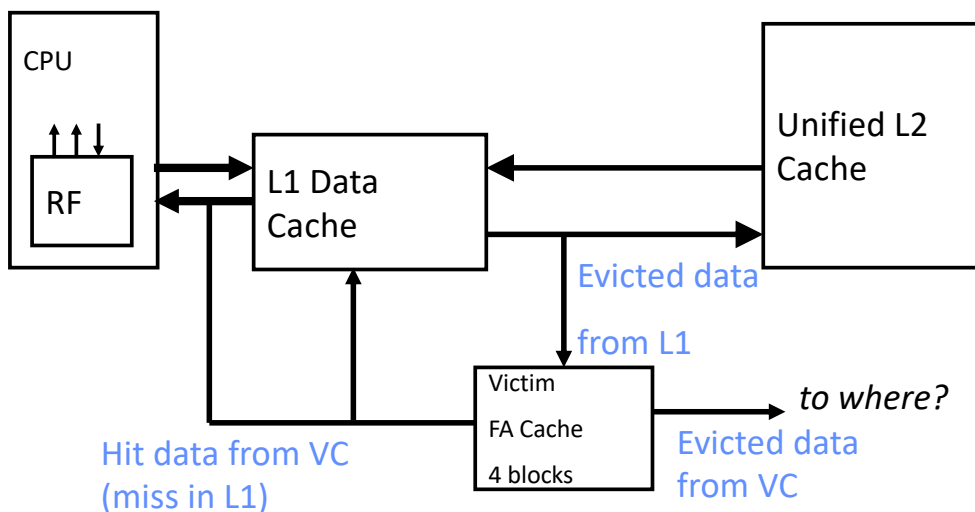 CPU
RF
L1 Data
Cache
Unified L2
Cache
Evicted data
from L1
Victim
FA Cache
4 blocks
to where?
Evicted data
from VC
Hit data from VC
(miss in L1)